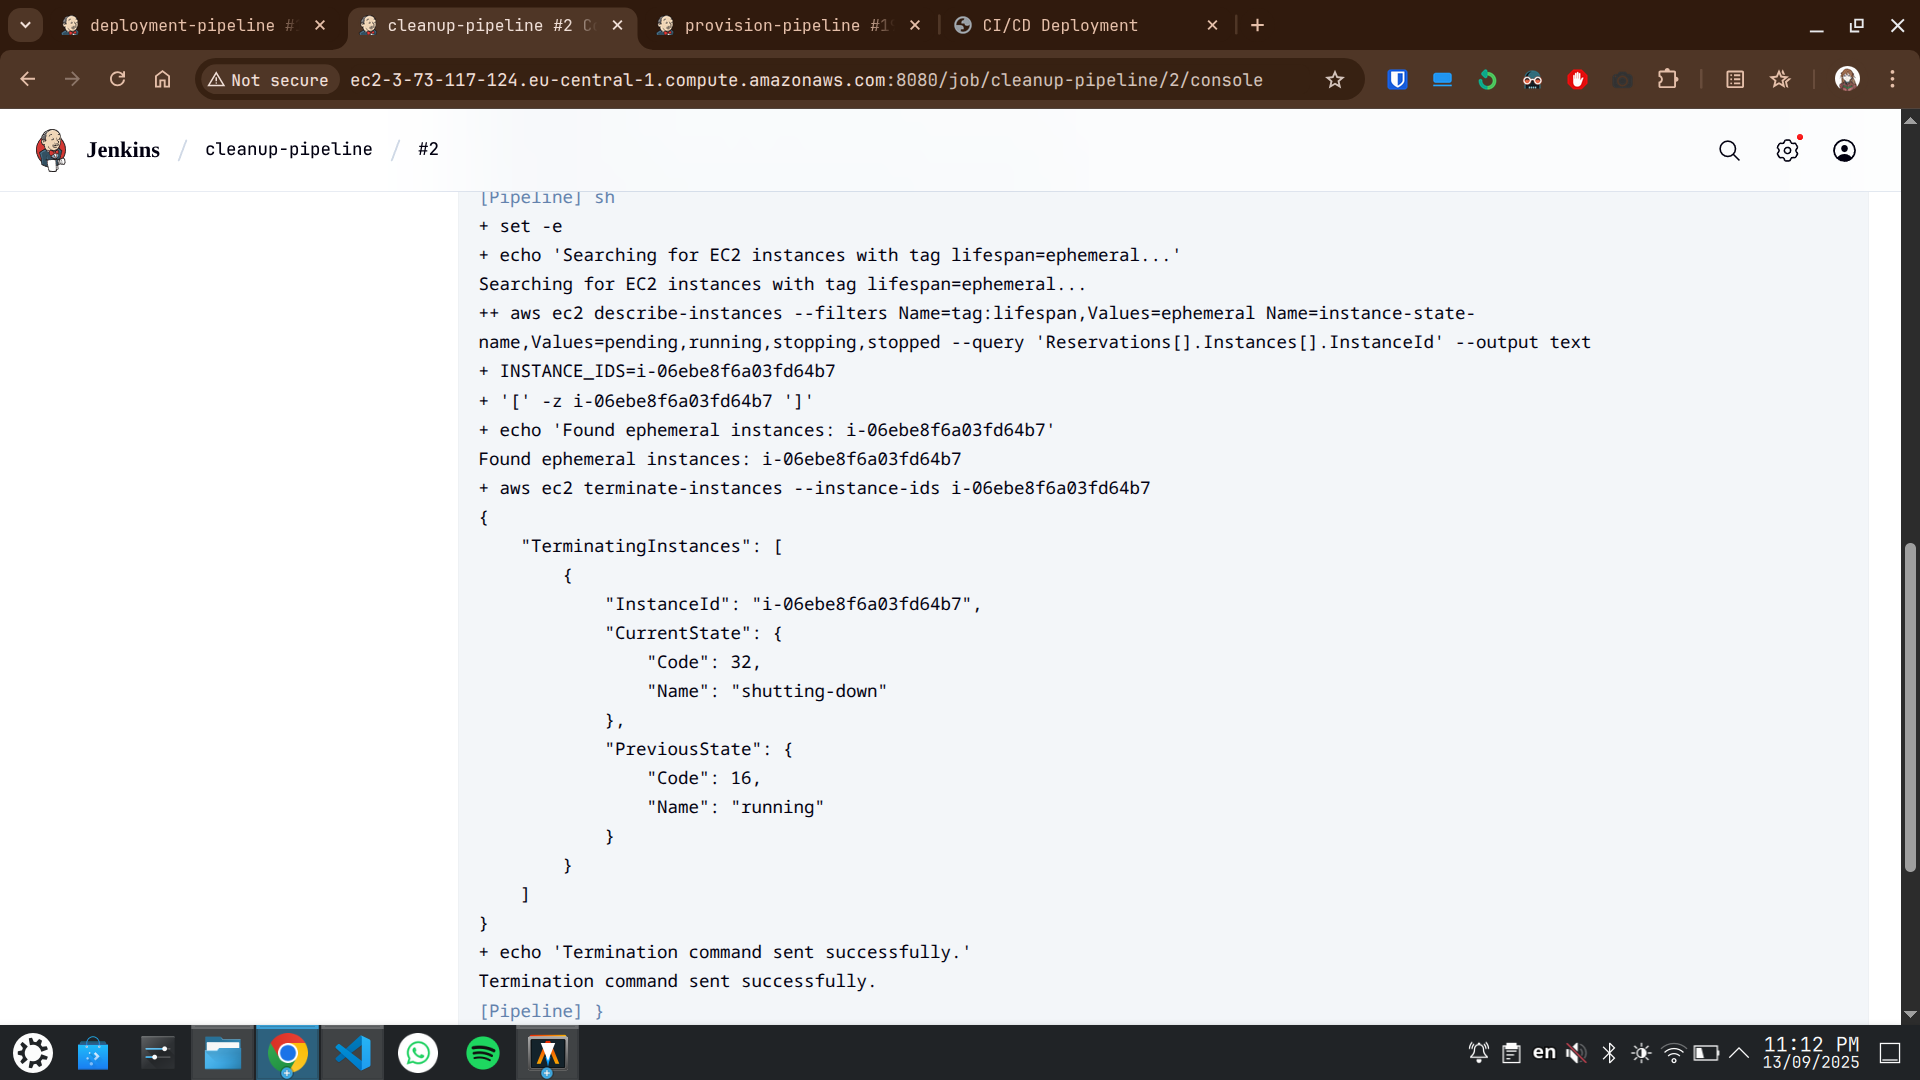 deployment-pipeline #
cleanup-pipeline #2 Co
provision-pipeline #19
CI/CD Deployment
Not secure
ec2-3-73-117-124.eu-central-1.compute.amazonaws.com:8080/job/cleanup-pipeline/2/console
Jenkins / cleanup-pipeline / #2
[Pipeline] sh
+ set -e
+ echo 'Searching for EC2 instances with tag lifespan=ephemeral...'
Searching for EC2 instances with tag lifespan=ephemeral...
++ aws ec2 describe-instances --filters Name=tag:lifespan,Values=ephemeral Name=instance-state-
name,Values=pending,running,stopping,stopped --query 'Reservations[].Instances[].InstanceId' --output text
+ INSTANCE_IDS=i-06ebe8f6a03fd64b7
+ '[' -z i-06ebe8f6a03fd64b7 ']'
+ echo 'Found ephemeral instances: i-06ebe8f6a03fd64b7'
Found ephemeral instances: i-06ebe8f6a03fd64b7
+ aws ec2 terminate-instances --instance-ids i-06ebe8f6a03fd64b7
{
    "TerminatingInstances": [
        {
            "InstanceId": "i-06ebe8f6a03fd64b7",
            "CurrentState": {
                "Code": 32,
                "Name": "shutting-down"
            },
            "PreviousState": {
                "Code": 16,
                "Name": "running"
            }
        }
    ]
}
+ echo 'Termination command sent successfully.'
Termination command sent successfully.
[Pipeline] }
en
11:12 PM
13/09/2025